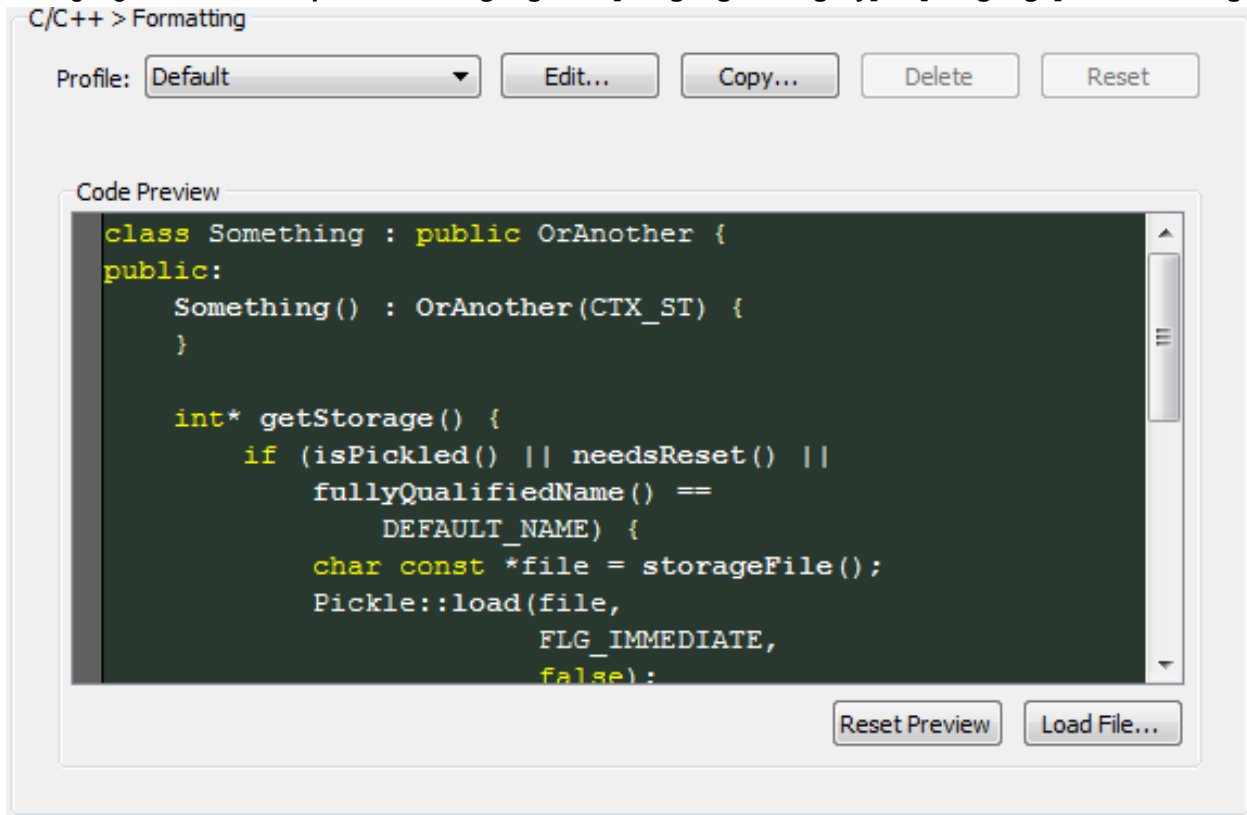 C/C++ > Formatting
Profile: Default Edit... Copy... Delete Reset
Code Preview
class Something : public OrAnother {
public:
    Something() : OrAnother(CTX_ST) {
    }
    int* getStorage() {
        if (isPickled() || needsReset() ||
            fullyQualifiedName() ==
                DEFAULT_NAME) {
            char const *file = storageFile();
            Pickle::load(file,
                         FLG_IMMEDIATE,
                         false);
Reset Preview Load File...